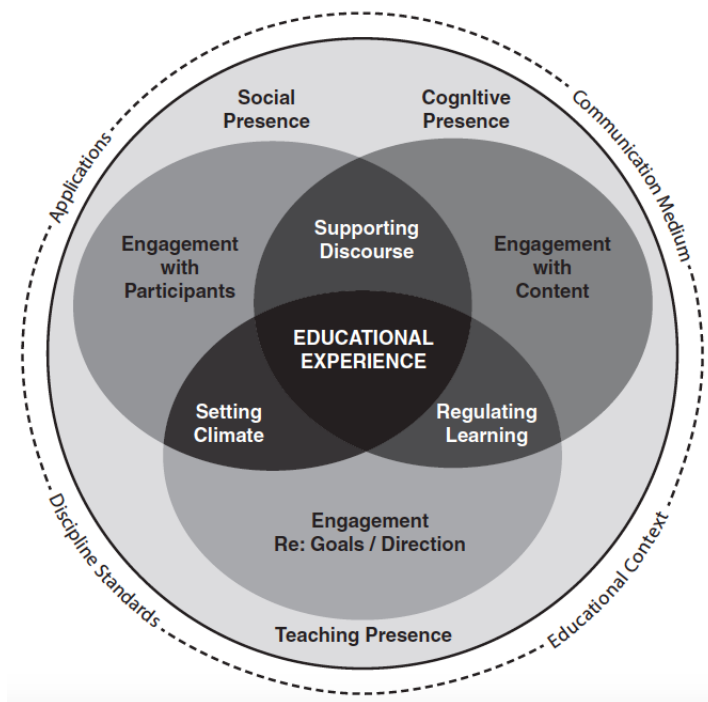 Social
Presence
CognItive
Presence
Applications
Communication Medium
Supporting
Discourse
Engagement
with
Participants
Engagement
with
Content
EDUCATIONAL
EXPERIENCE
Setting
Climate
Regulating
Learning
Engagement
Re: Goals / Direction
Discipline Standards
Educational Context
Teaching Presence